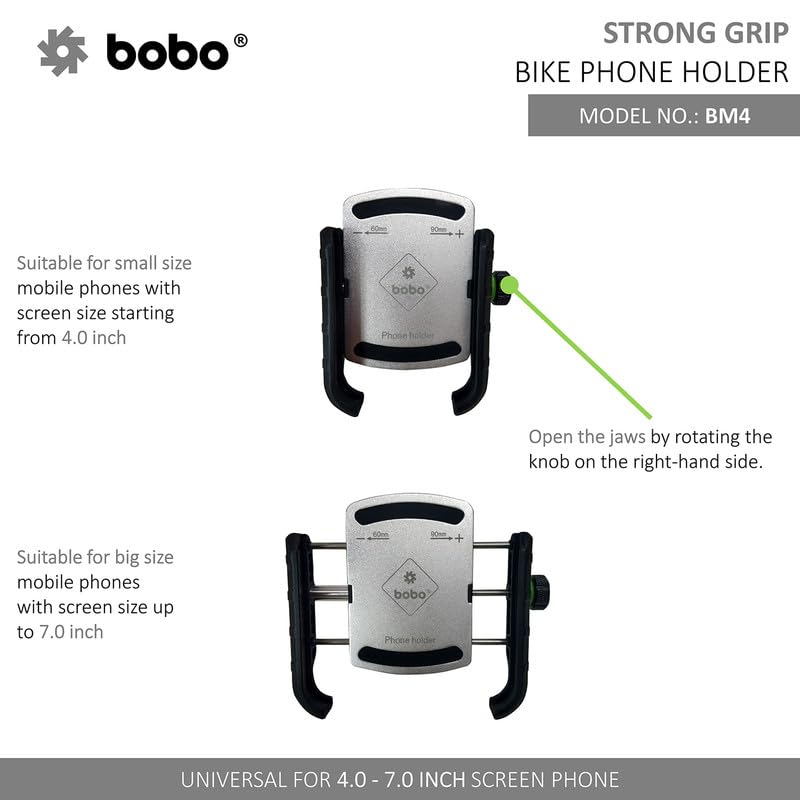 bobo®
STRONG GRIP
BIKE PHONE HOLDER
MODEL NO.: BM4
60mm 90mm
bobo®
Phone holder
Suitable for small size
mobile phones with
screen size starting
from 4.0 inch
Open the jaws by rotating the
knob on the right-hand side.
60mm 90mm
bobo®
Phone holder
Suitable for big size
mobile phones
with screen size up
to 7.0 inch
UNIVERSAL FOR 4.0 - 7.0 INCH SCREEN PHONE